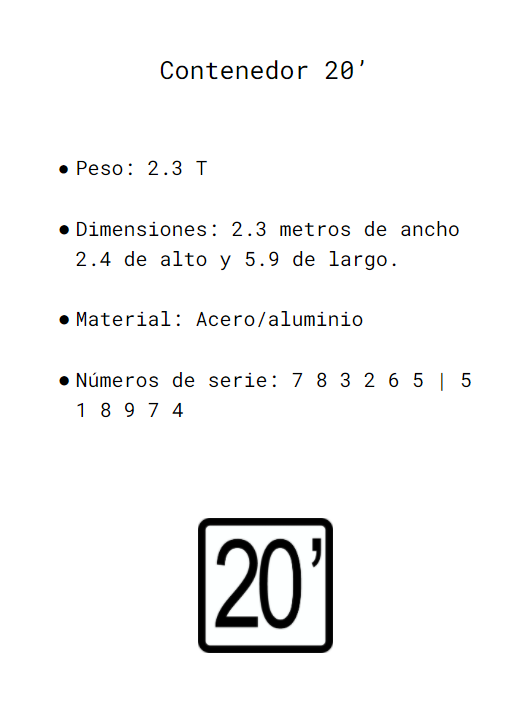 Contenedor 20’
● Peso: 2.3 T
● Dimensiones: 2.3 metros de ancho
2.4 de alto y 5.9 de largo.
● Material: Acero/aluminio
● Números de serie: 7 8 3 2 6 5 | 5
1 8 9 7 4
20’